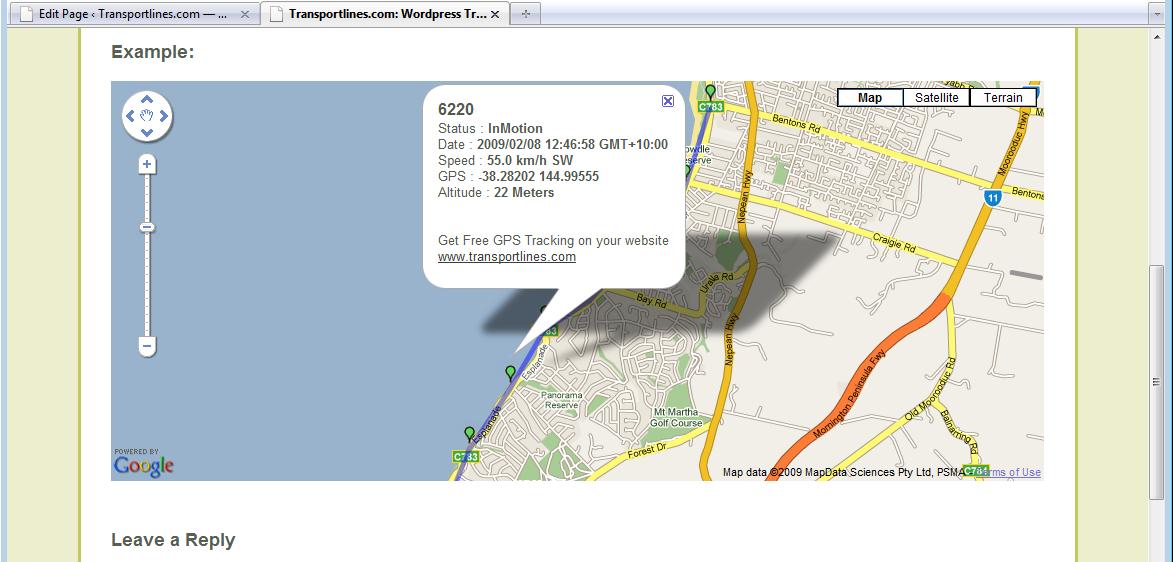 Edit Page ‹ Transportlines.com — ...
Transportlines.com: Wordpress Tr...
Example:
6220
Status : InMotion
Date : 2009/02/08 12:46:58 GMT+10:00
Speed : 55.0 km/h SW
GPS : -38.28202 144.99555
Altitude : 22 Meters
Get Free GPS Tracking on your website
www.transportlines.com
Map
Satellite
Terrain
C783
Bentons Rd
Moorooduc Hwy
11
Bentons
Nepean Hwy
Craigie Rd
Uralla Rd
Bay Rd
Nepean Hwy
Esplanade
Panorama
Reserve
Mt Martha
Golf Course
Esplanade
C783
Forest Dr
Mornington Peninsula Fwy
Old Moorooduc Rd
Balnarring Rd
POWERED BY
Google
Map data ©2009 MapData Sciences Pty Ltd, PSMA
C784
rms of Use
Leave a Reply